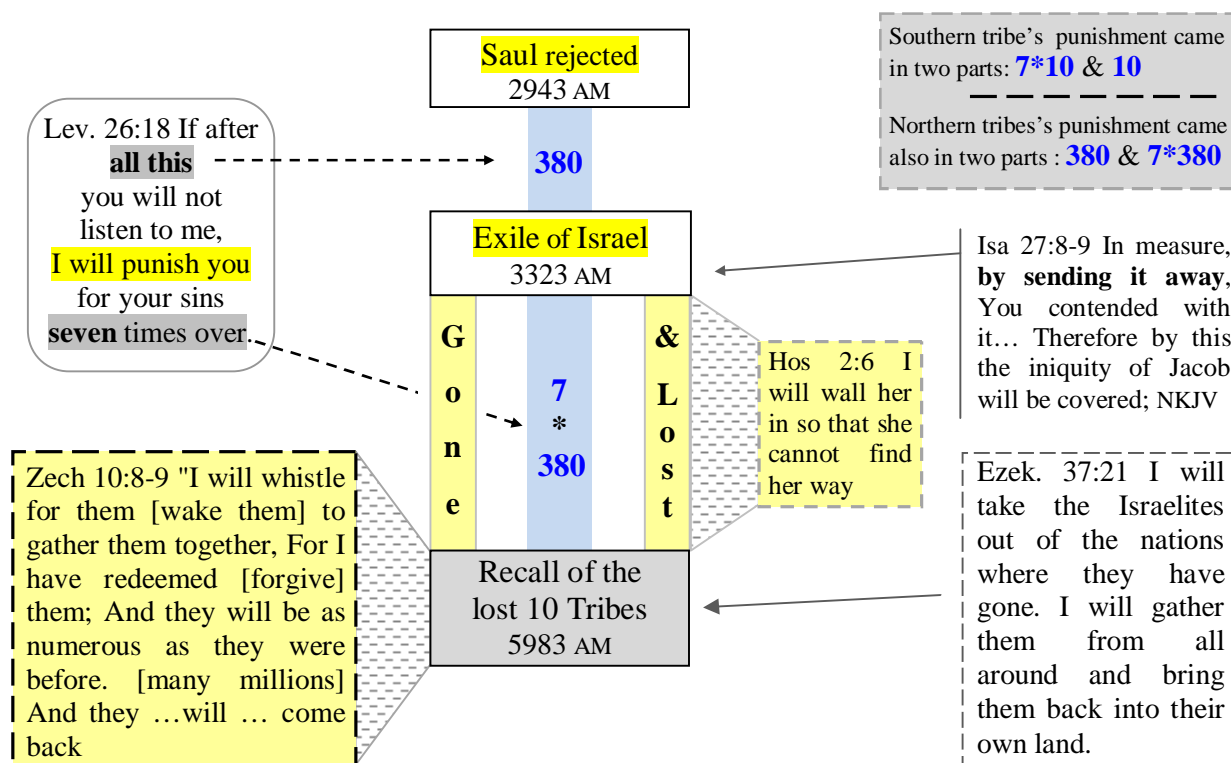 Saul rejected
2943 AM
Southern tribe's punishment came
in two parts: 7*10 & 10
Northern tribes's punishment came
also in two parts : 380 & 7*380
Lev. 26:18 If after
all this
you will not
listen to me,
I will punish you
for your sins
seven times over.
380
Exile of Israel
3323 AM
Isa 27:8-9 In measure,
by sending it away,
You contended with
it… Therefore by this
the iniquity of Jacob
will be covered; NKJV
G
o
n
e
7
*
380
&
L
o
s
t
Hos 2:6 I
will wall her
in so that she
cannot find
her way
Zech 10:8-9 "I will whistle
for them [wake them] to
gather them together, For I
have redeemed [forgive]
them; And they will be as
numerous as they were
before. [many millions]
And they …will … come
back
Recall of the
lost 10 Tribes
5983 AM
Ezek. 37:21 I will
take the Israelites
out of the nations
where they have
gone. I will gather
them from all
around and bring
them back into their
own land.